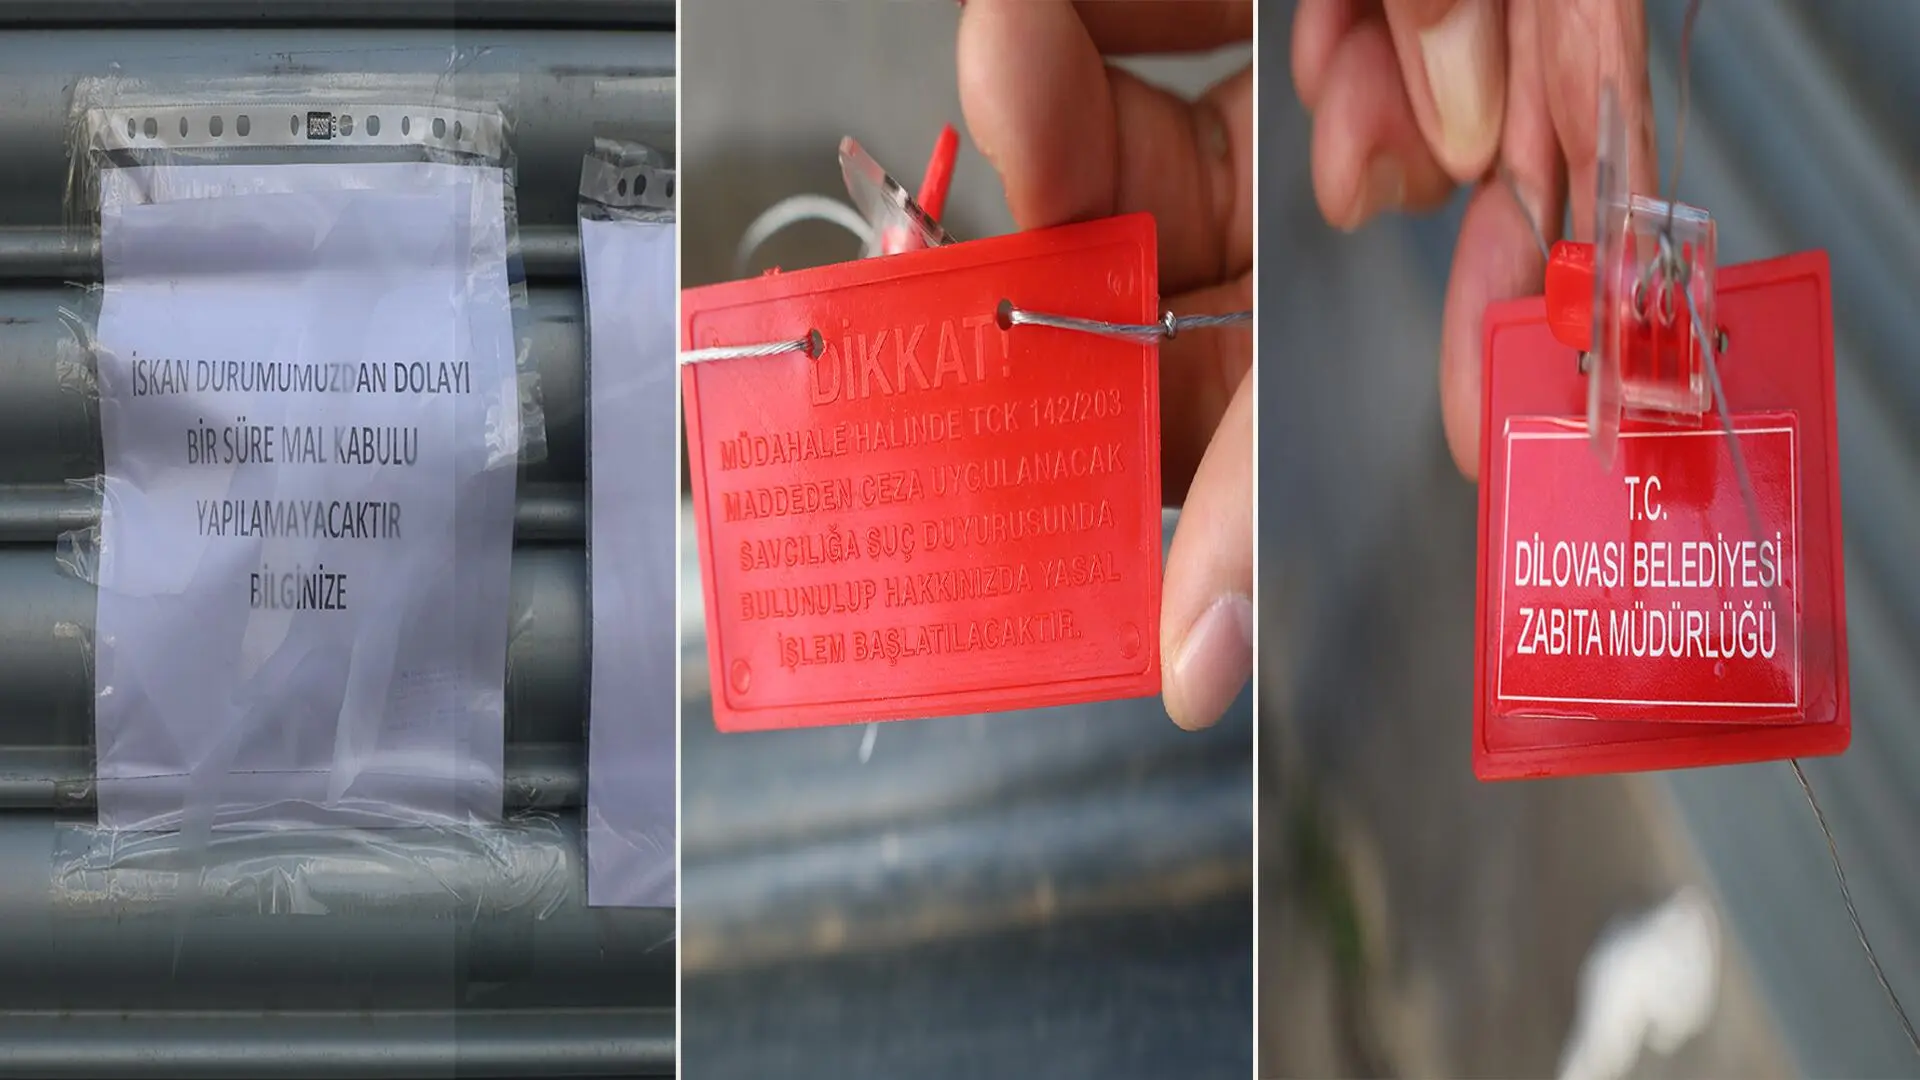 İSKAN DURUMUMUZDAN DOLAYI
BİR SÜRE MAL KABULU
YAPILAMAYACAKTIR
BİLGİNİZE
DİKKAT!
MÜDAHALE HALİNDE TCK 142/203
MADDEDEN CEZA UYGULANACAK
SAVCILIĞA SUÇ DUYURUSUNDA
BULUNULUP HAKKINIZDA YASAL
İŞLEM BAŞLATILACAKTIR.
T.C.
DİLOVASI BELEDİYESİ
ZABITA MÜDÜRLÜĞÜ